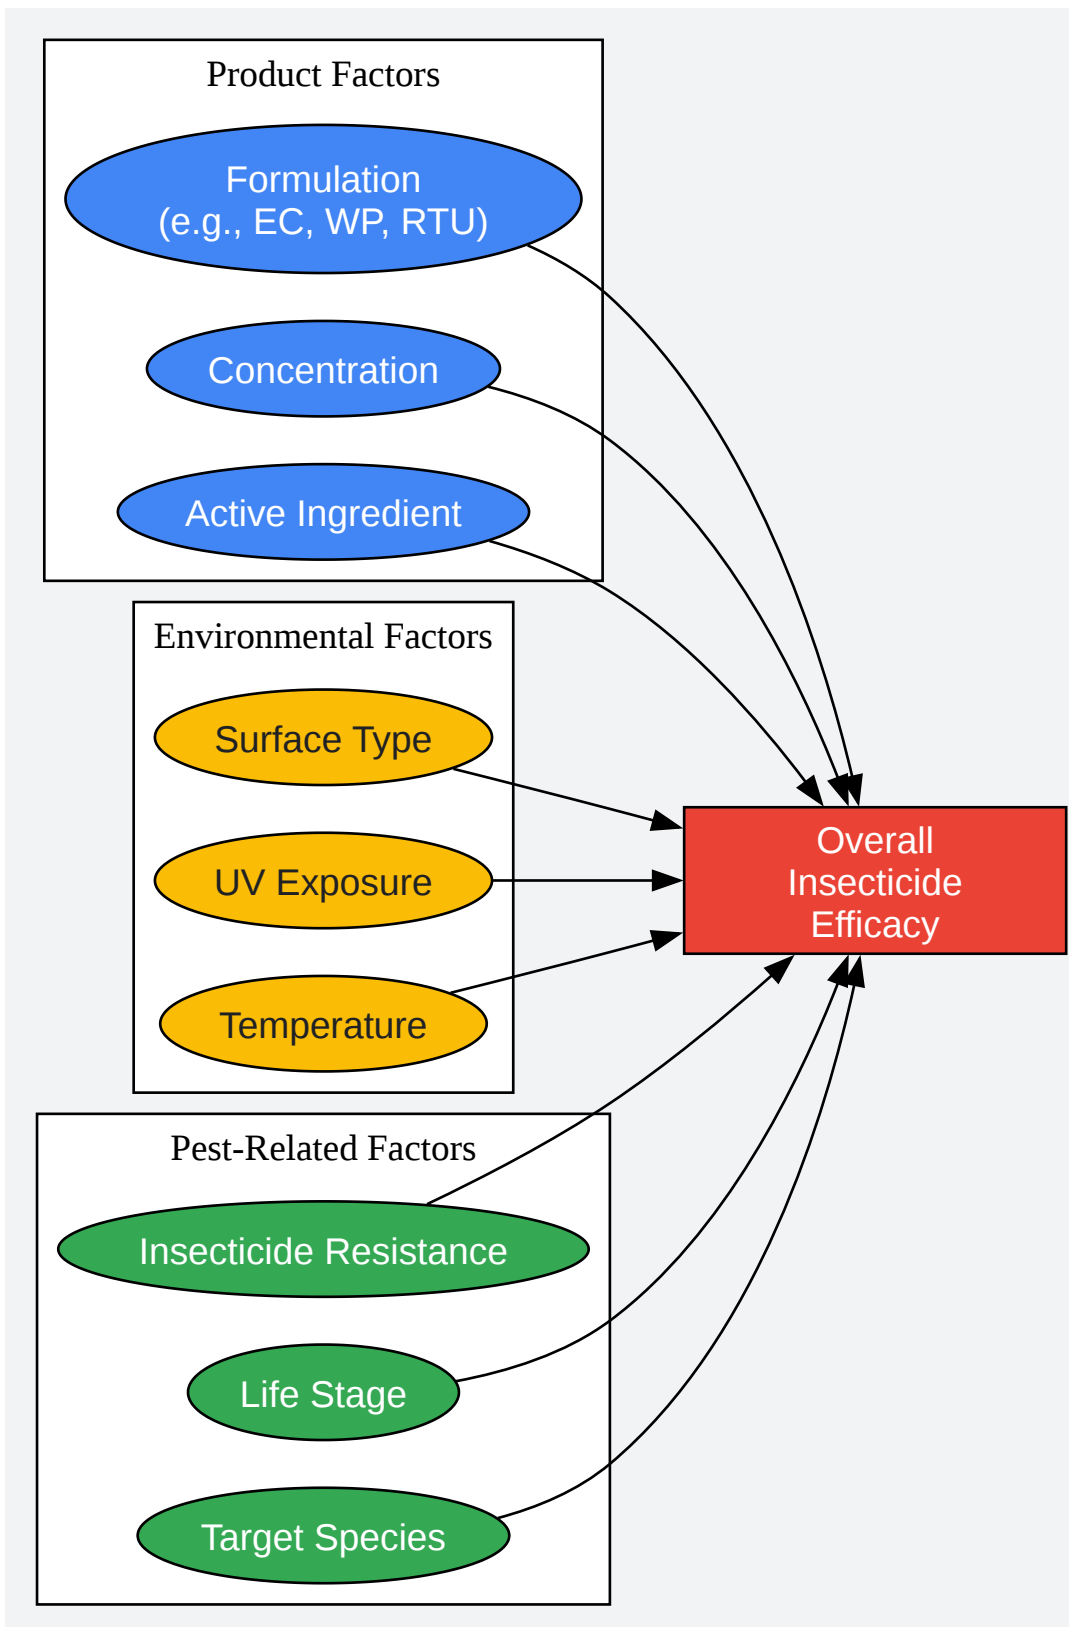 Product Factors
Formulation
(e.g., EC, WP, RTU)
Concentration
Active Ingredient
Environmental Factors
Surface Type
UV Exposure
Temperature
Overall
Insecticide
Efficacy
Pest-Related Factors
Insecticide Resistance
Life Stage
Target Species